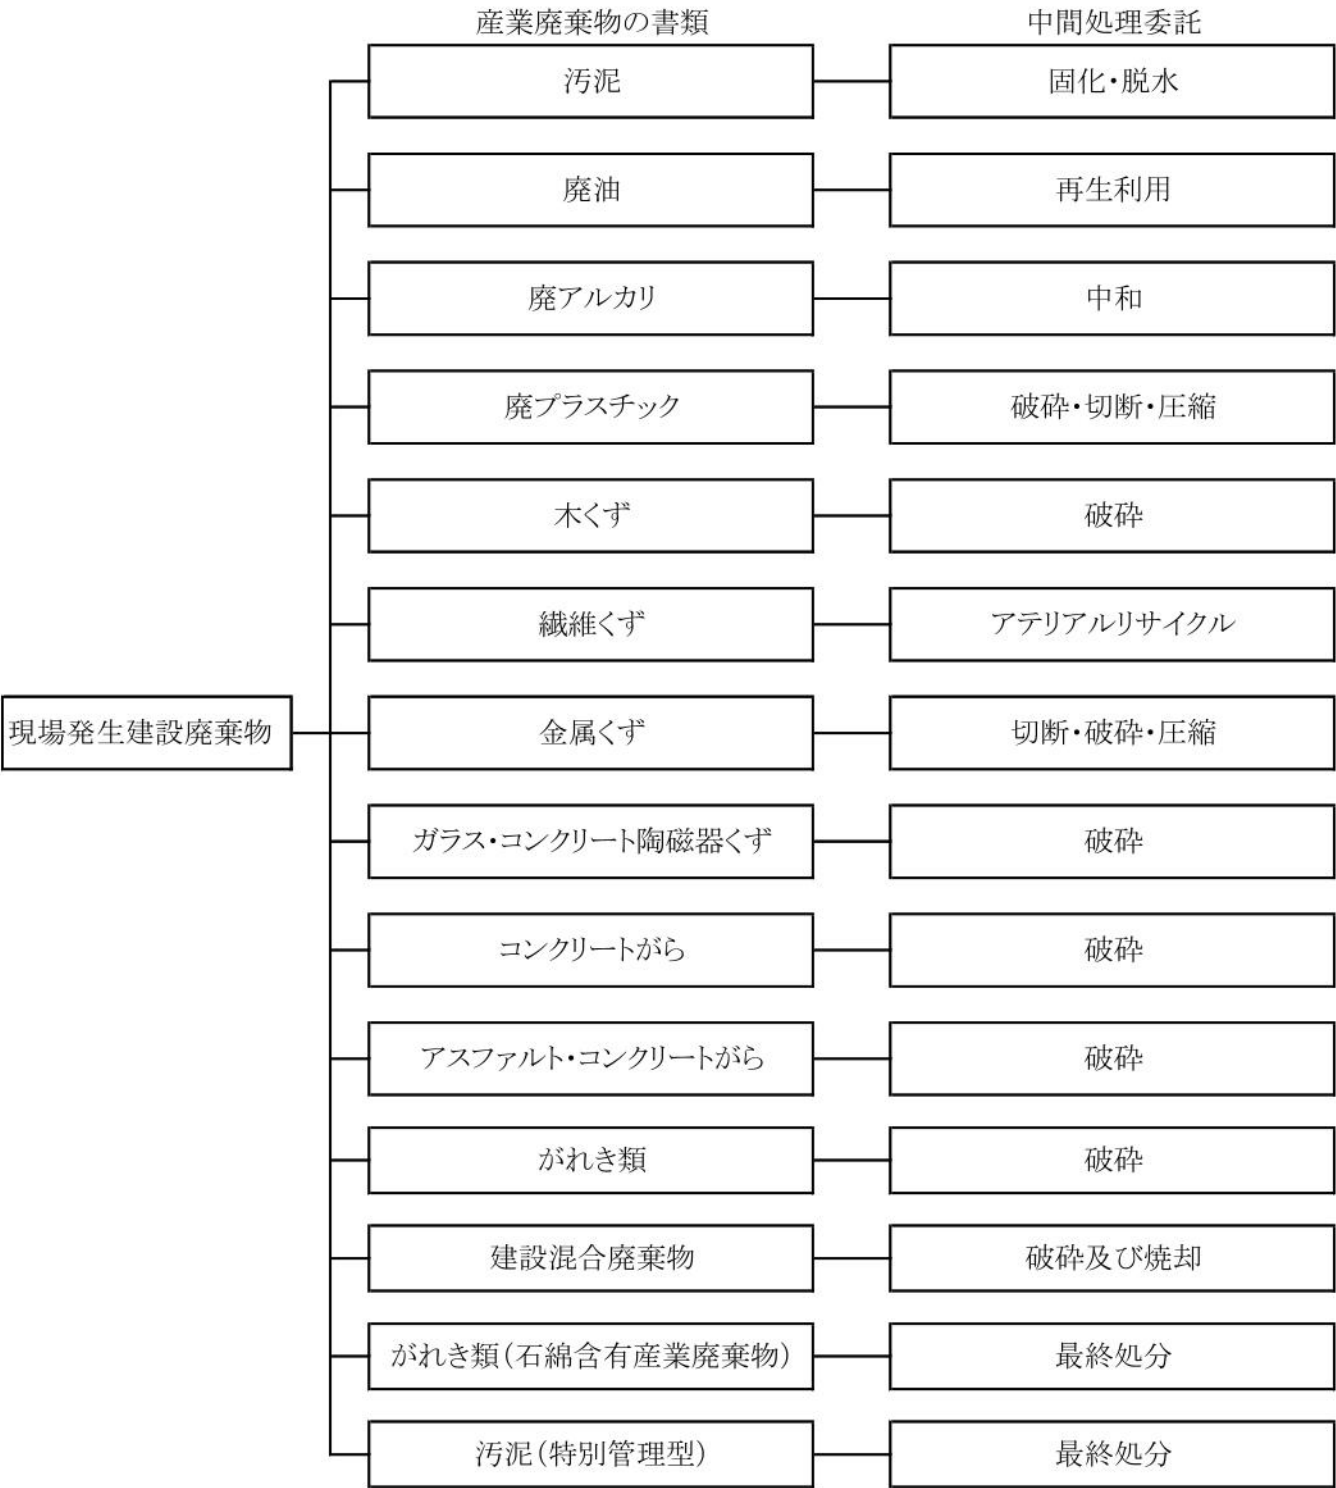 産業廃棄物の書類 中間処理委託
汚泥 固化・脱水
廃油 再生利用
廃アルカリ 中和
廃プラスチック 破砕・切断・圧縮
木くず 破砕
繊維くず アテリアルリサイクル
現場発生建設廃棄物 金属くず 切断・破砕・圧縮
ガラス・コンクリート陶磁器くず 破砕
コンクリートがら 破砕
アスファルト・コンクリートがら 破砕
がれき類 破砕
建設混合廃棄物 破砕及び焼却
がれき類(石綿含有産業廃棄物) 最終処分
汚泥(特別管理型) 最終処分